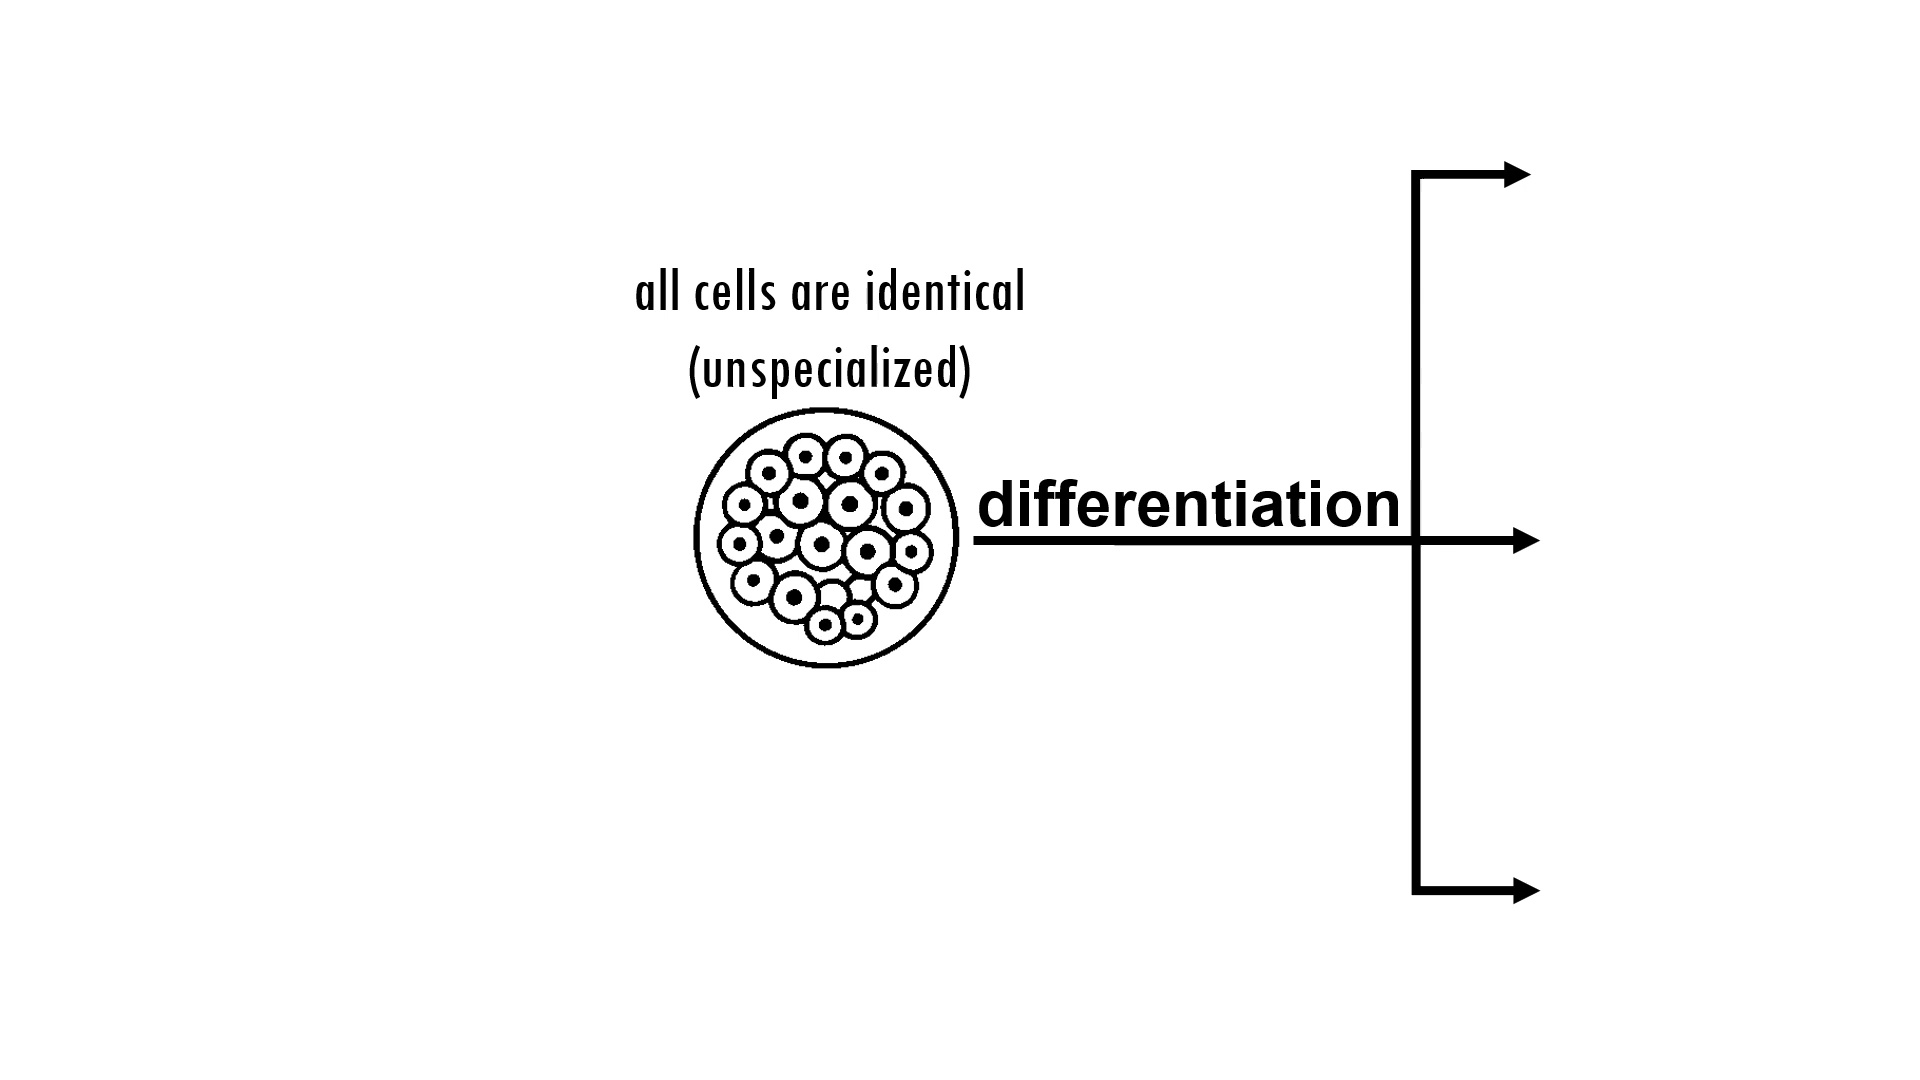 all cells are identical
(unspecialized)
differentiation